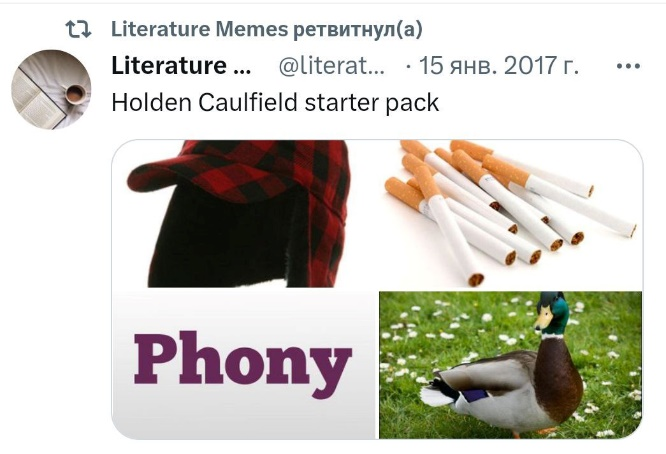 Literature Memes ретвитнул(а)
Literature ... @literat... · 15 янв. 2017 г.
Holden Caulfield starter pack
Phony